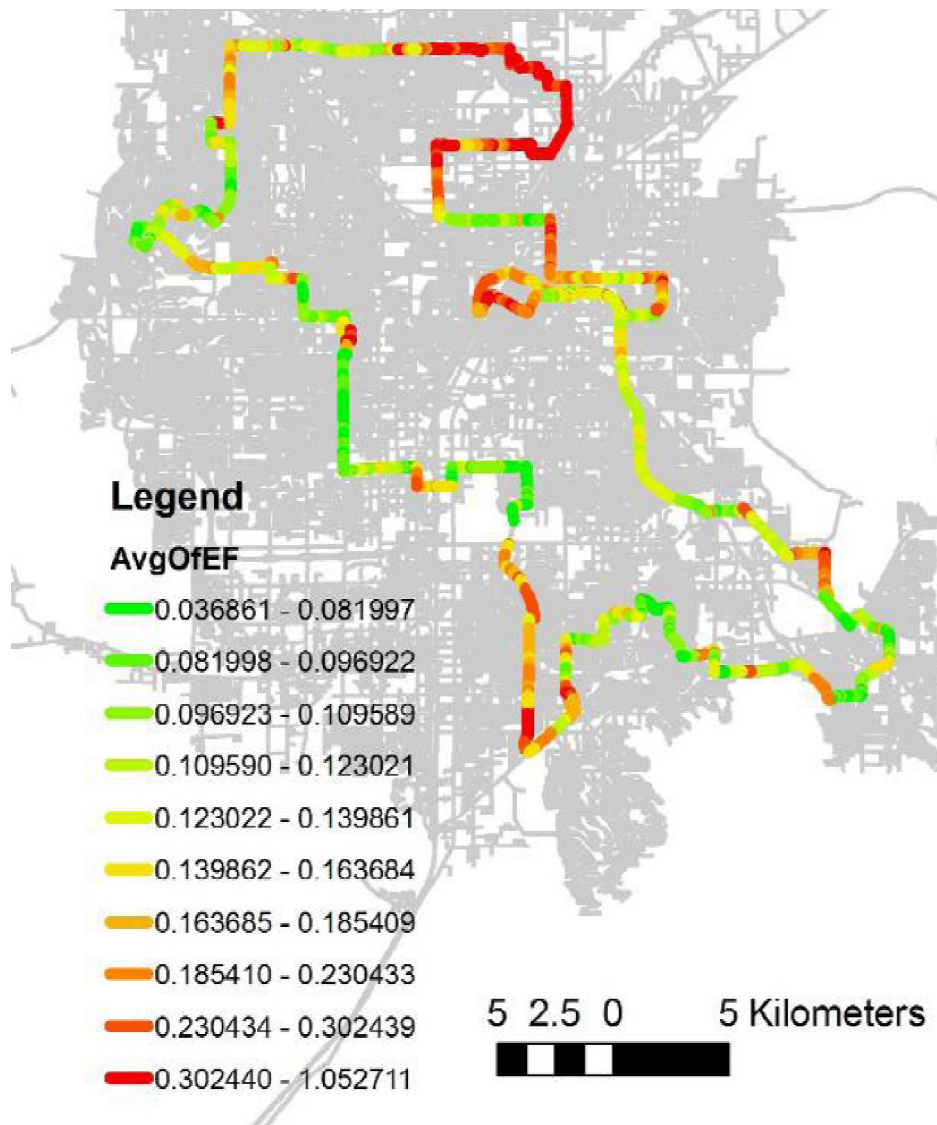 Legend
AvgOfEF
0.036861 - 0.081997
0.081998 - 0.096922
0.096923 - 0.109589
0.109590 - 0.123021
0.123022 - 0.139861
0.139862 - 0.163684
0.163685 - 0.185409
0.185410 - 0.230433
0.230434 - 0.302439
0.302440 - 1.052711
5 2.5 0 5 Kilometers